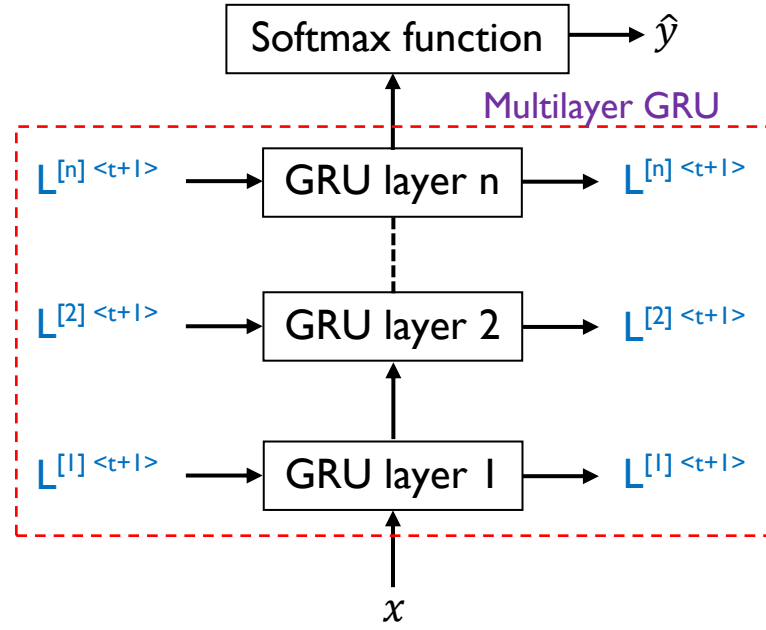 Softmax function ŷ
Multilayer GRU
L[n] <t+1> GRU layer n L[n] <t+1>
L[2] <t+1> GRU layer 2 L[2] <t+1>
L[1] <t+1> GRU layer 1 L[1] <t+1>
x